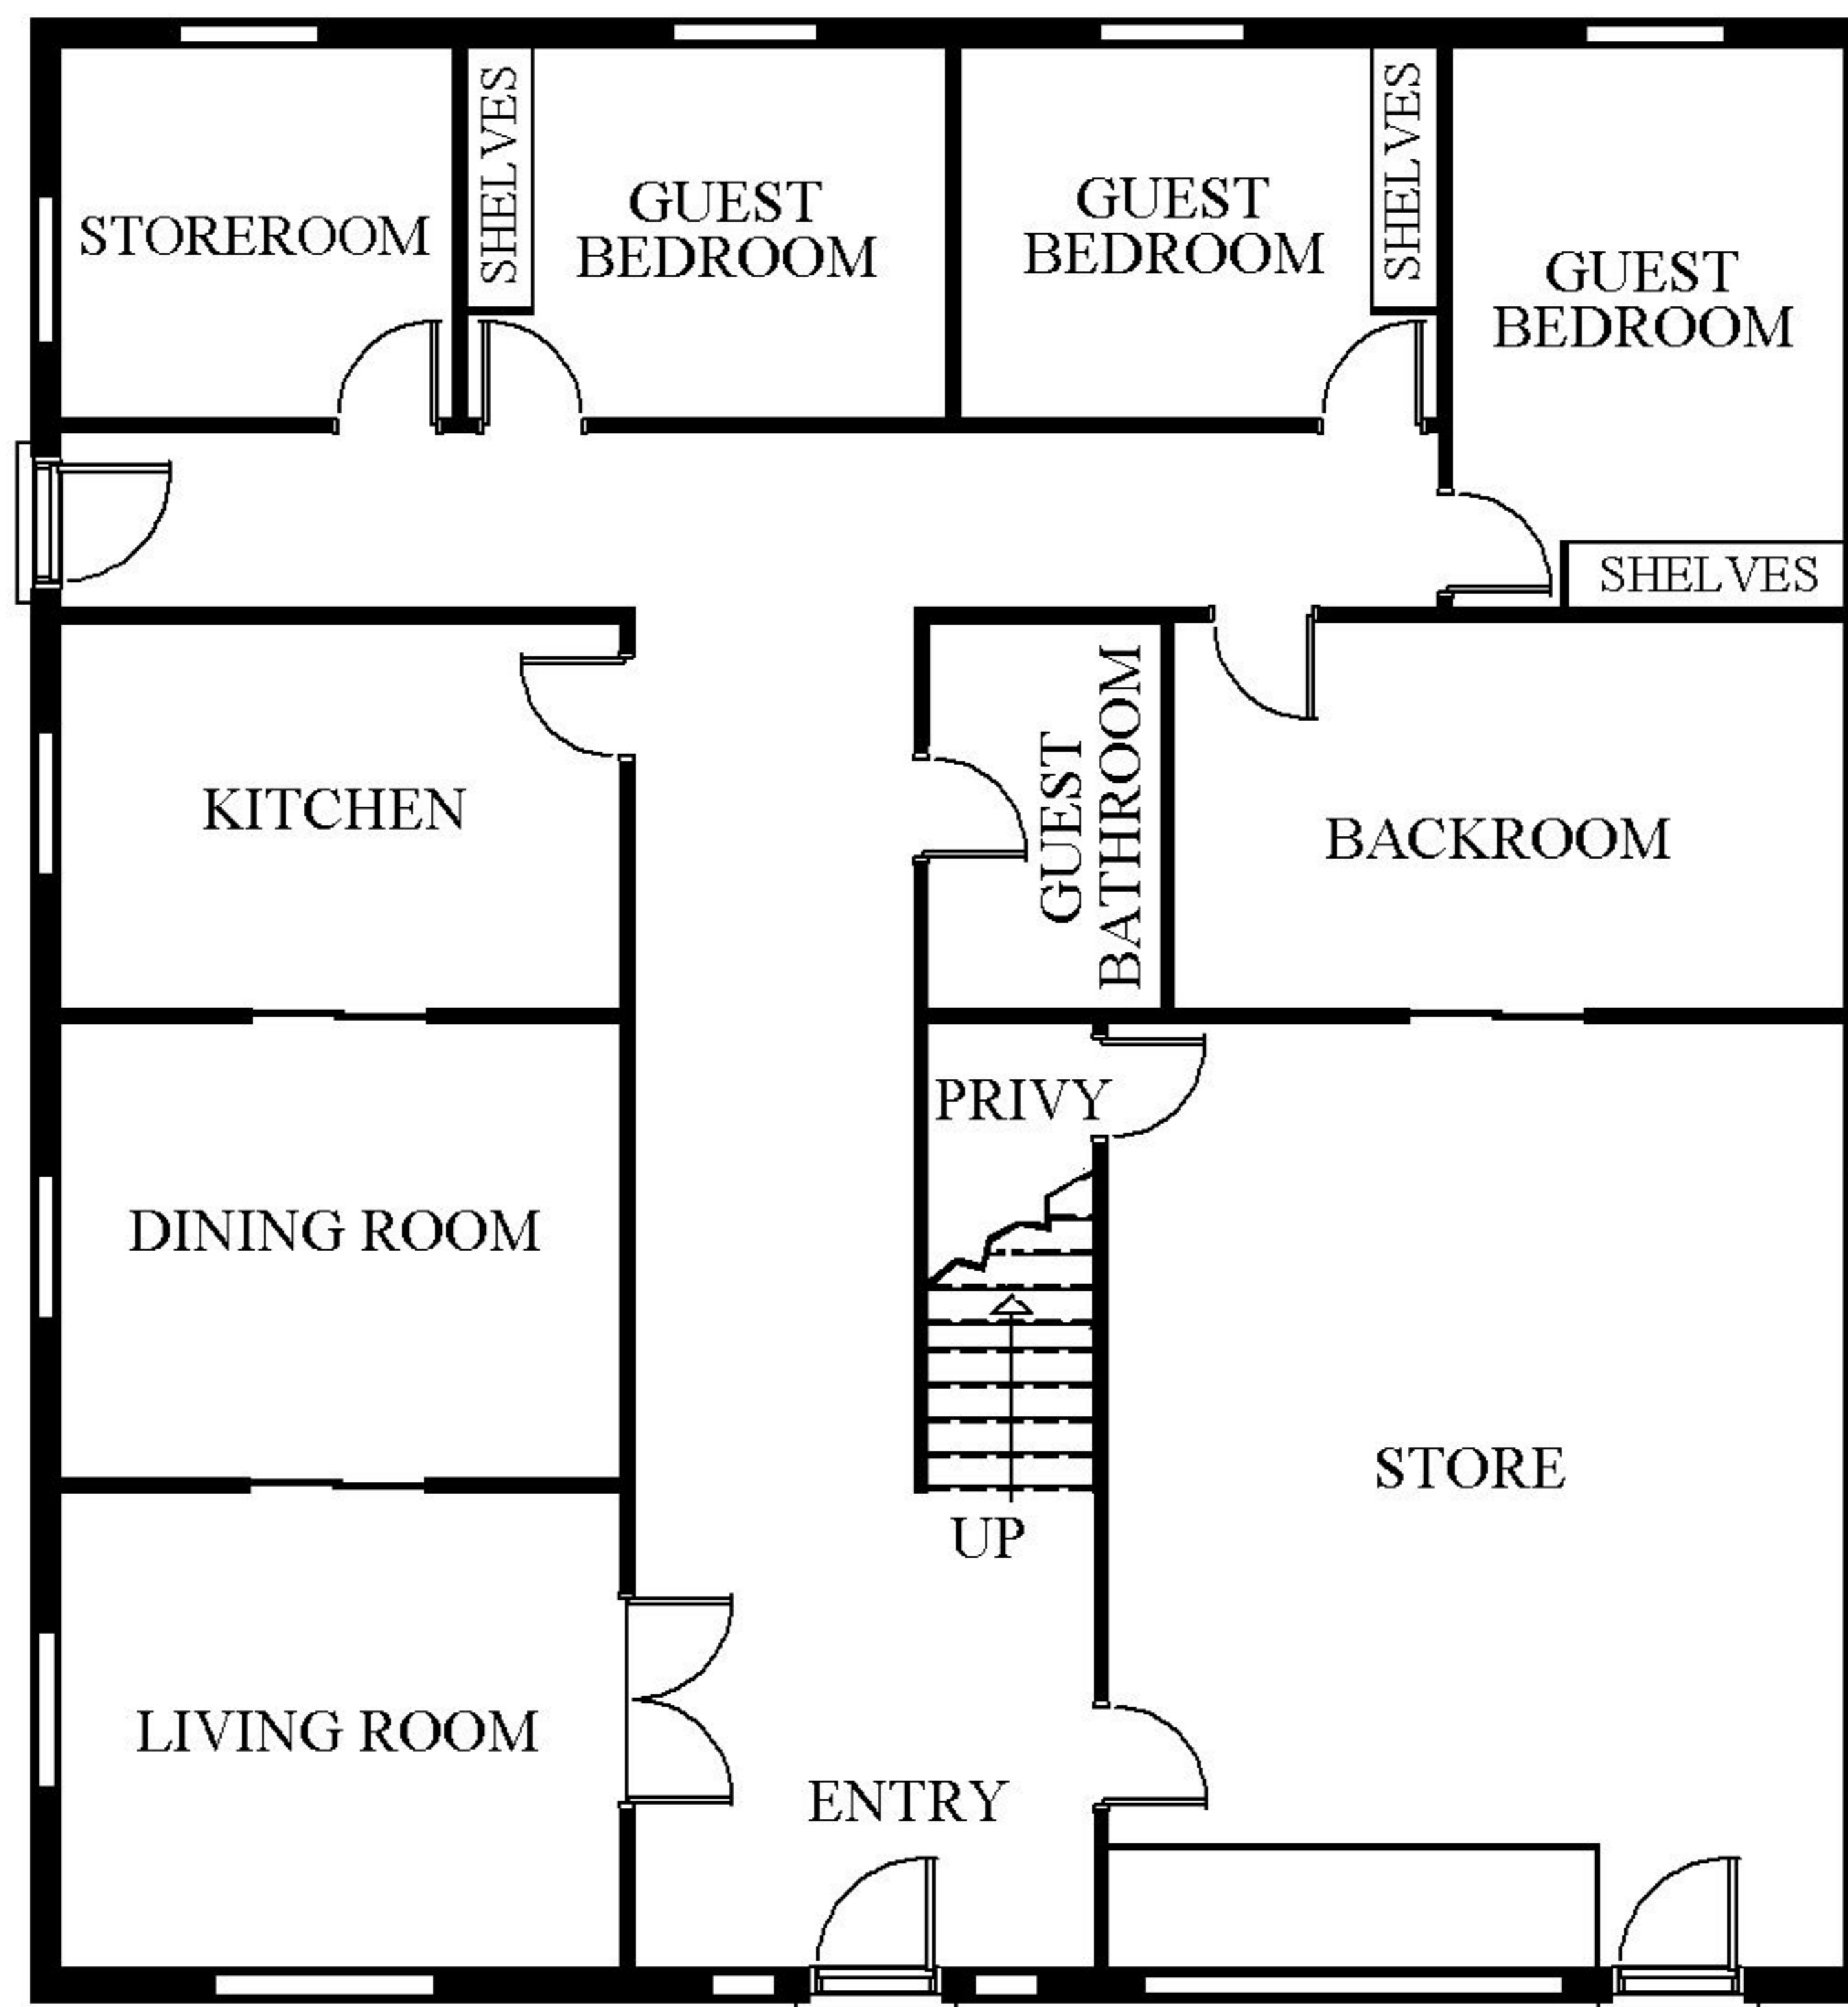 STOREROOM
SHELVES
GUEST
BEDROOM
GUEST
BEDROOM
SHELVES
GUEST
BEDROOM
SHELVES
KITCHEN
GUEST
BATHROOM
BACKROOM
PRIVY
DINING ROOM
STORE
UP
LIVING ROOM
ENTRY